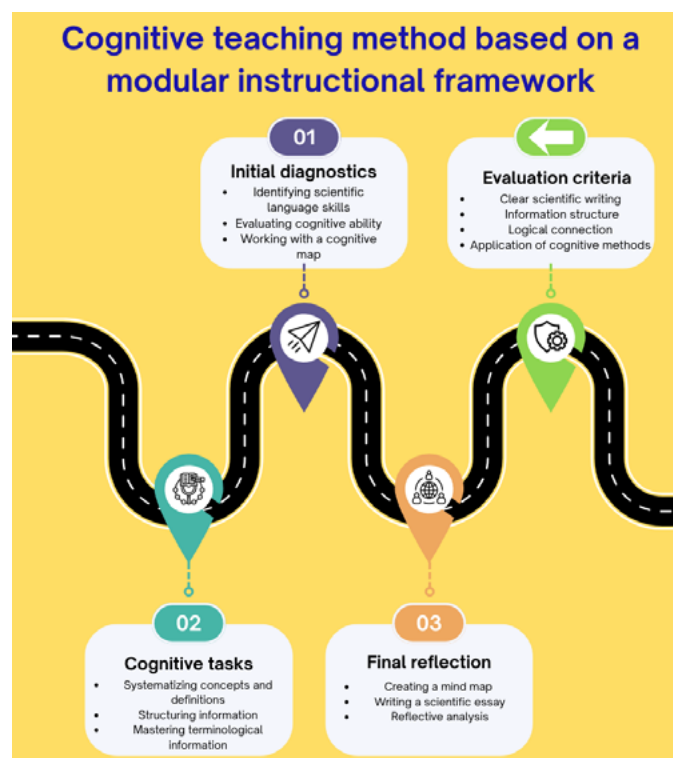 Cognitive teaching method based on a
modular instructional framework
01
Initial diagnostics
• Identifying scientific
language skills
• Evaluating cognitive ability
• Working with a cognitive
map
Evaluation criteria
• Clear scientific writing
• Information structure
• Logical connection
• Application of cognitive methods
02
Cognitive tasks
• Systematizing concepts and
definitions
• Structuring information
• Mastering terminological
information
03
Final reflection
• Creating a mind map
• Writing a scientific essay
• Reflective analysis